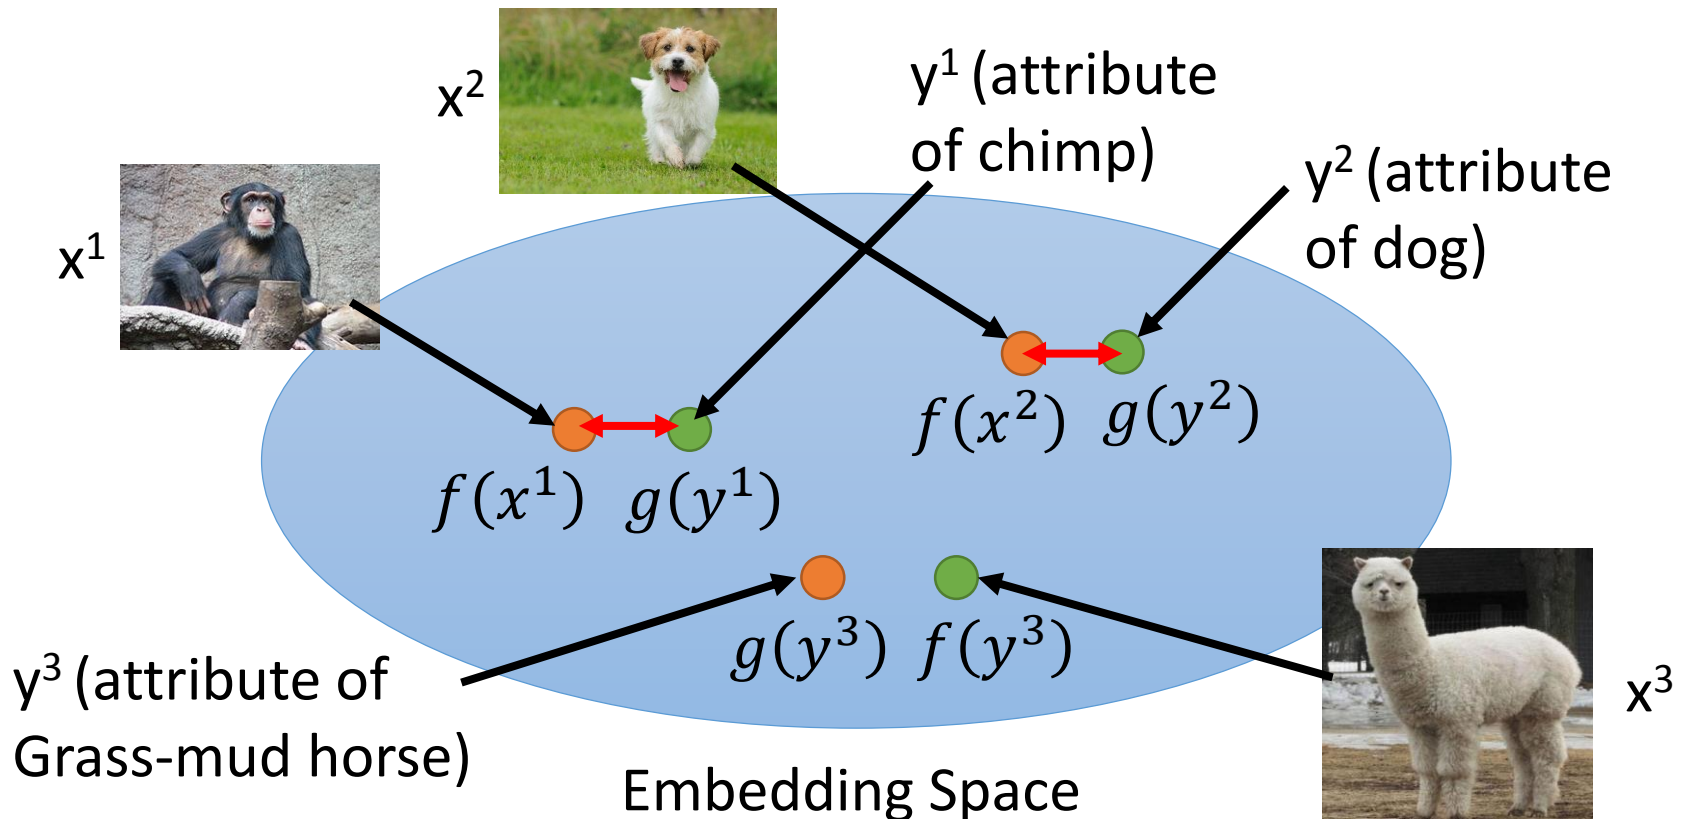 x²
y¹ (attribute
of chimp)
y² (attribute
of dog)
x¹
f(x²) g(y²)
f(x¹) g(y¹)
g(y³) f(y³)
y³ (attribute of
Grass-mud horse)
x³
Embedding Space